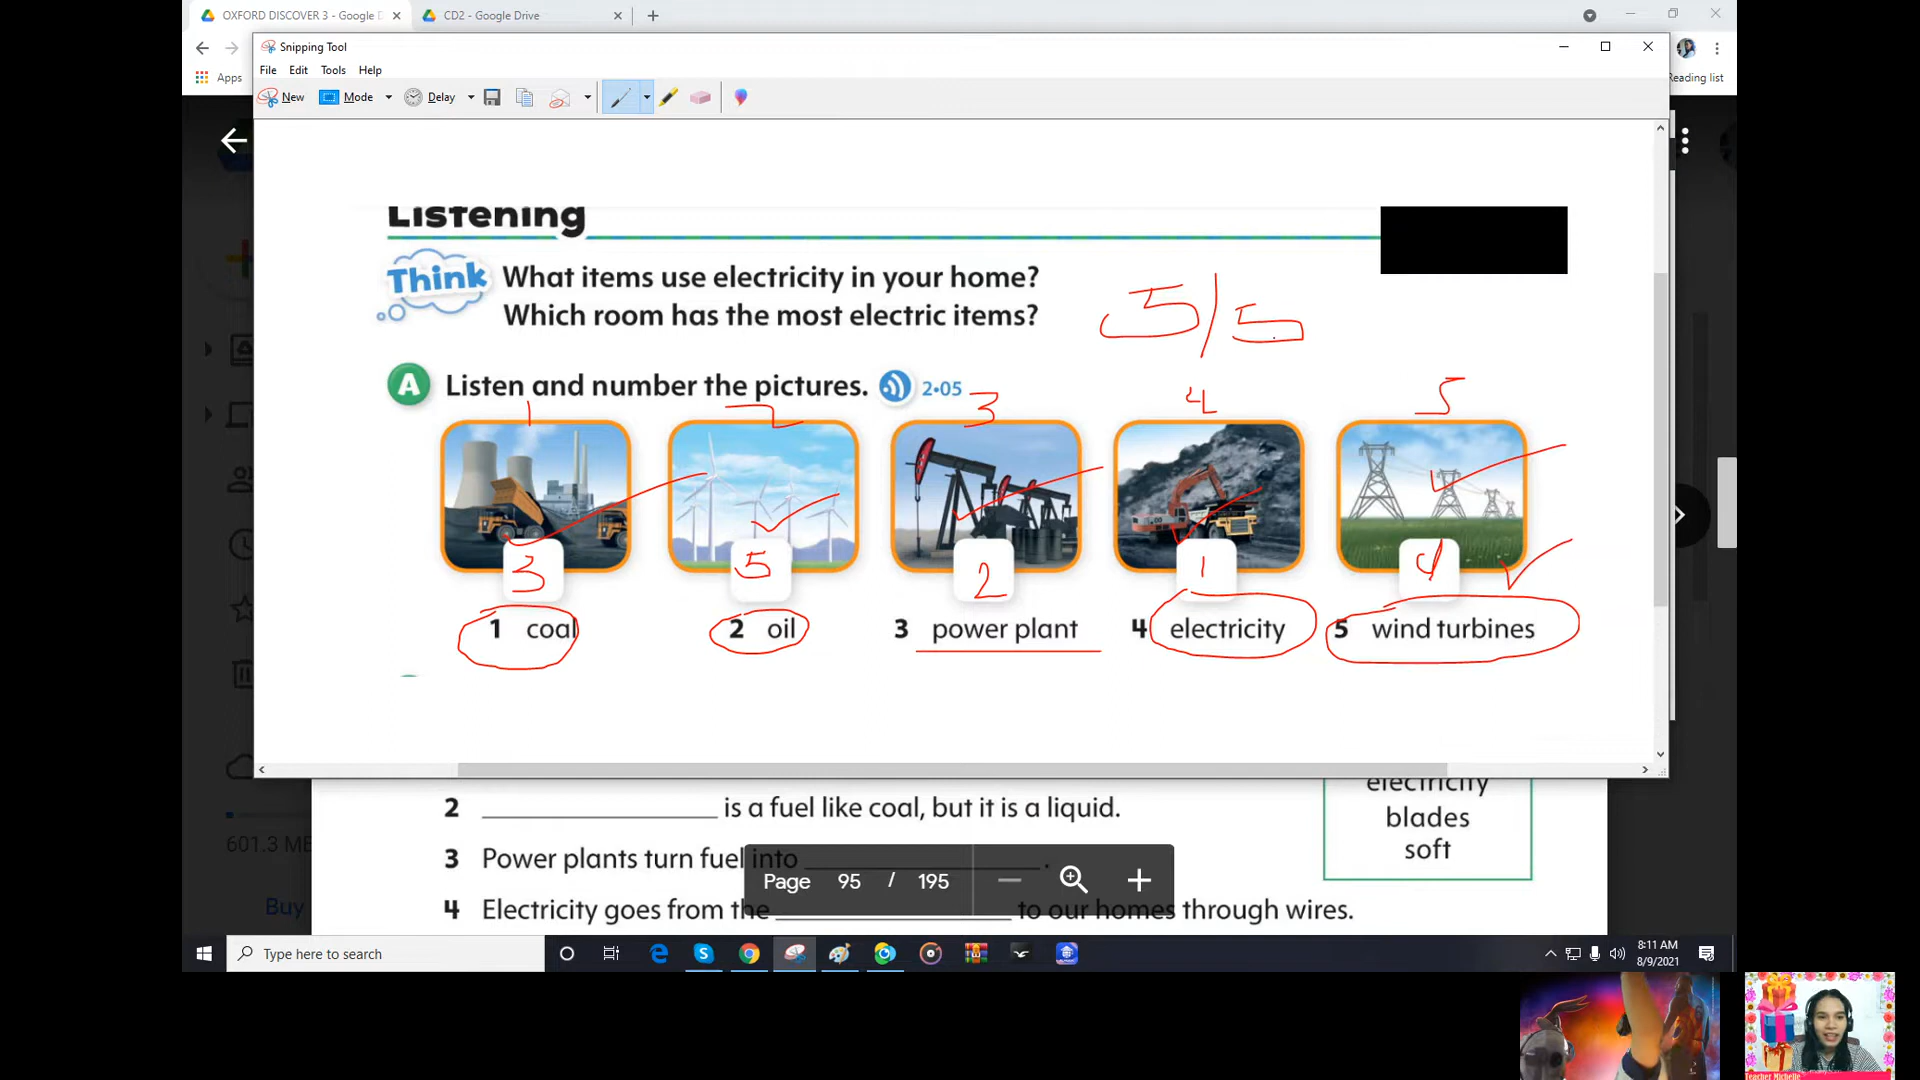 OXFORD DISCOVER 3 - Google D
CD2 - Google Drive
Snipping Tool
File Edit Tools Help
Apps
Reading list
New Mode Delay
Listening
Think What items use electricity in your home?
Which room has the most electric items?
5/5
A Listen and number the pictures. 2•05
1 2 3 4 5
3 5 2 1 4
1 coal 2 oil 3 power plant 4 electricity 5 wind turbines
electricity
blades
soft
2 ____ is a fuel like coal, but it is a liquid.
3 Power plants turn fuel into ____.
4 Electricity goes from the ____ to our homes through wires.
601.3 MB
Buy
Page 95 / 195
Type here to search
8:11 AM
8/9/2021
Teacher Michelle